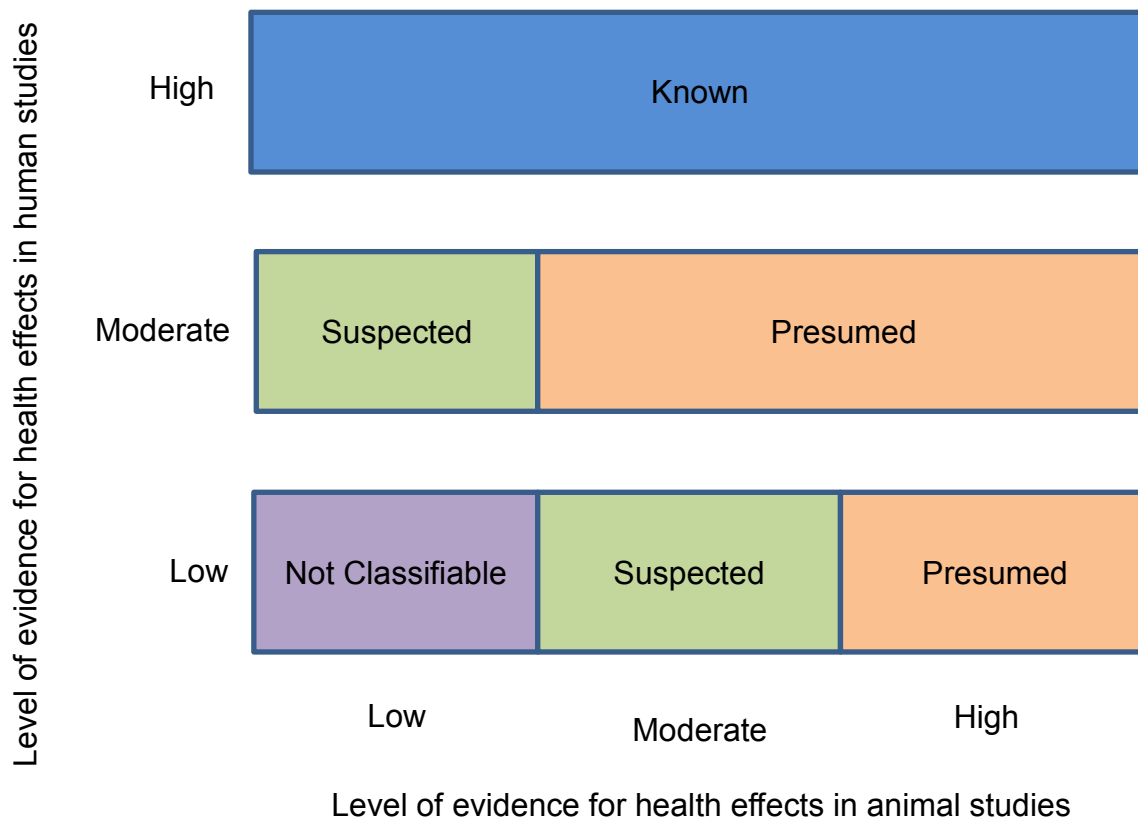 Level of evidence for health effects in human studies
High
Known
Moderate
Suspected
Presumed
Low
Not Classifiable
Suspected
Presumed
Low
Moderate
High
Level of evidence for health effects in animal studies